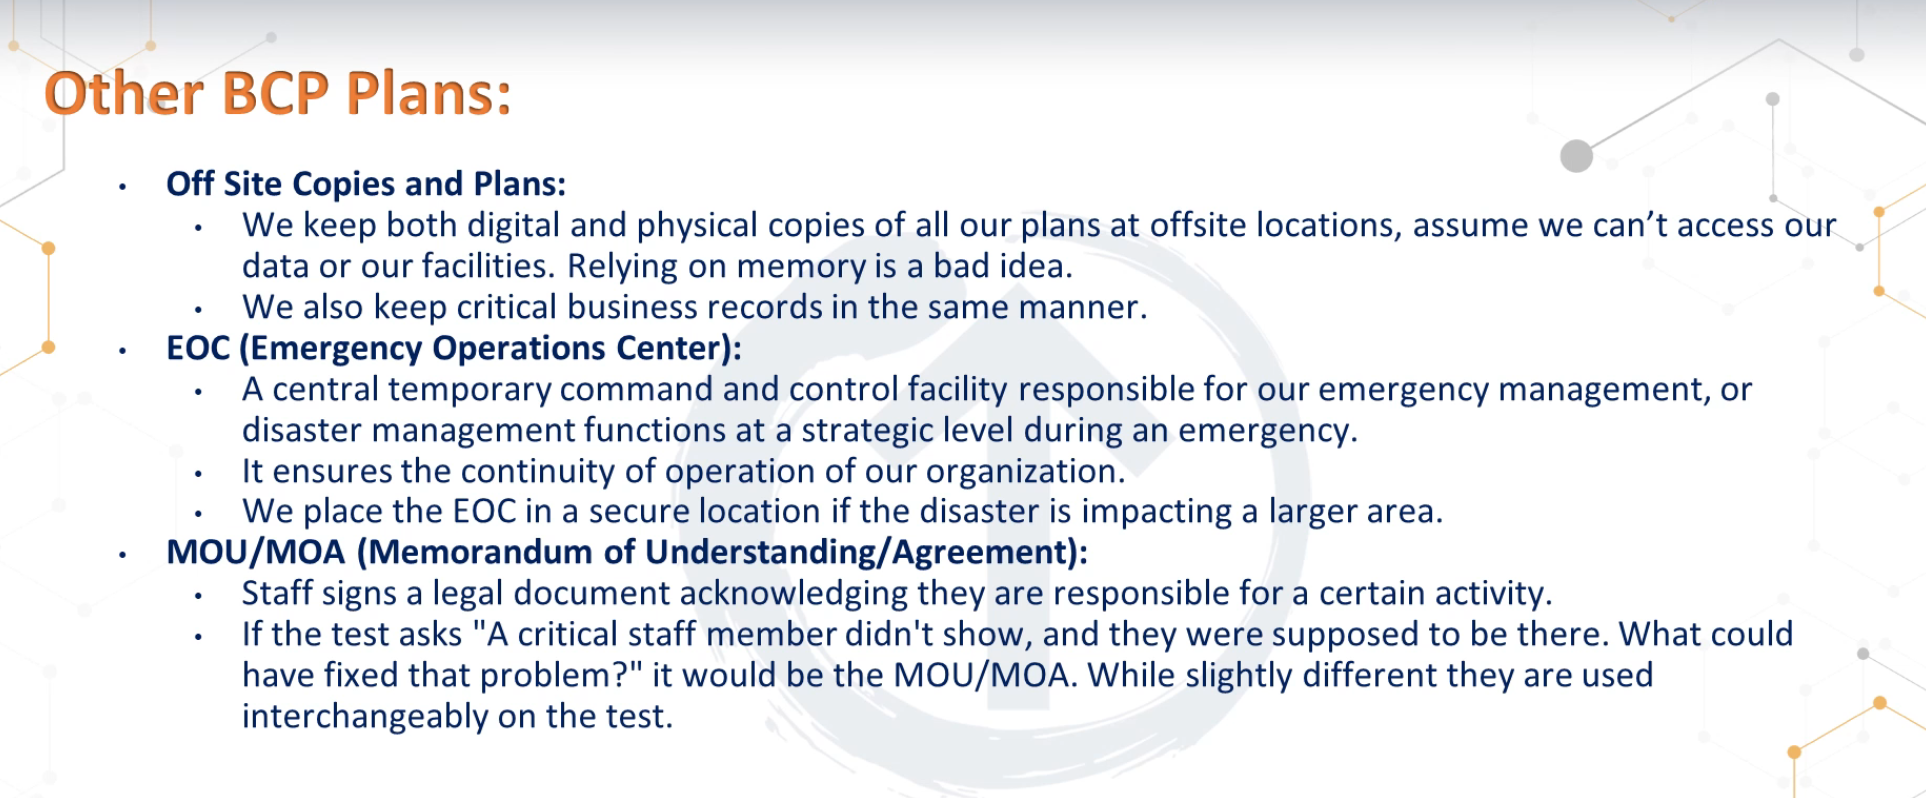 Other BCP Plans:
• Off Site Copies and Plans:
• We keep both digital and physical copies of all our plans at offsite locations, assume we can’t access our
data or our facilities. Relying on memory is a bad idea.
• We also keep critical business records in the same manner.
• EOC (Emergency Operations Center):
• A central temporary command and control facility responsible for our emergency management, or
disaster management functions at a strategic level during an emergency.
• It ensures the continuity of operation of our organization.
• We place the EOC in a secure location if the disaster is impacting a larger area.
• MOU/MOA (Memorandum of Understanding/Agreement):
• Staff signs a legal document acknowledging they are responsible for a certain activity.
• If the test asks "A critical staff member didn't show, and they were supposed to be there. What could
have fixed that problem?" it would be the MOU/MOA. While slightly different they are used
interchangeably on the test.